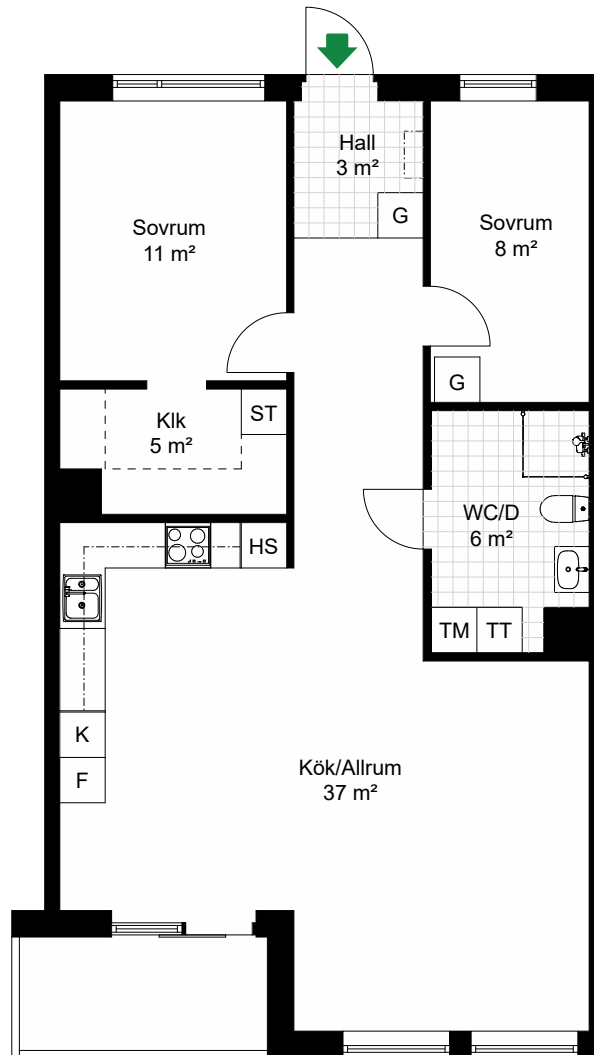 Hall
3 m²
G
Sovrum
11 m²
Sovrum
8 m²
G
Klk
5 m²
ST
WC/D
6 m²
HS
TM
TT
K
F
Kök/Allrum
37 m²